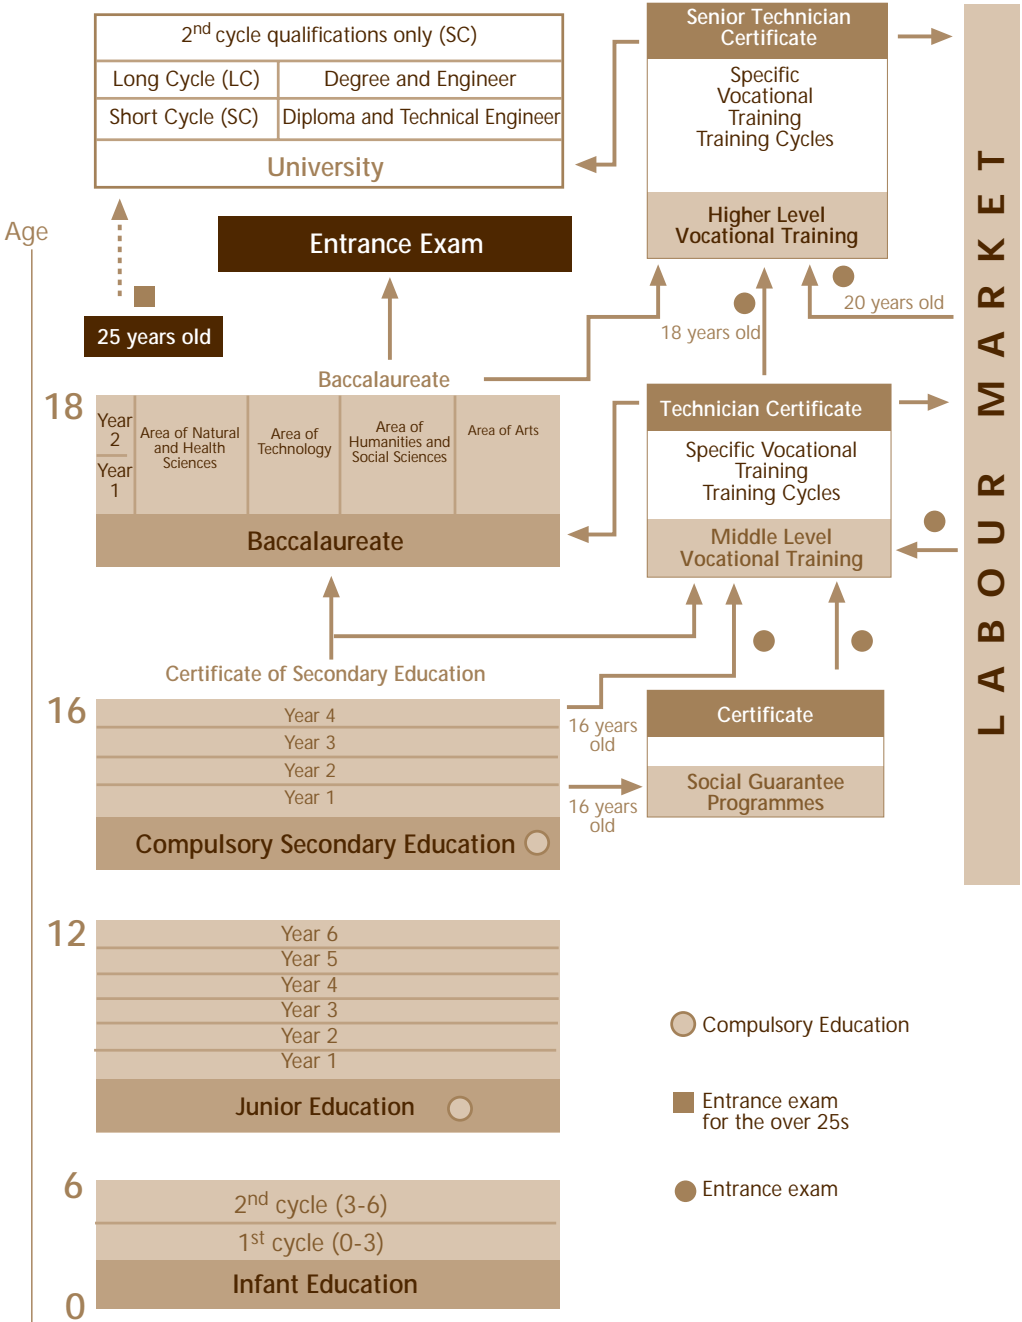 2nd cycle qualifications only (SC)
Long Cycle (LC)
Degree and Engineer
Short Cycle (SC)
Diploma and Technical Engineer
University
Senior Technician
Certificate
Specific
Vocational
Training
Training Cycles
Higher Level
Vocational Training
LABOUR MARKET
Age
Entrance Exam
25 years old
20 years old
18 years old
Baccalaureate
18
Year
2
Year
1
Area of Natural
and Health
Sciences
Area of
Technology
Area of
Humanities and
Social Sciences
Area of Arts
Baccalaureate
Technician Certificate
Specific Vocational
Training
Training Cycles
Middle Level
Vocational Training
Certificate of Secondary Education
16
Year 4
Year 3
Year 2
Year 1
Compulsory Secondary Education
16 years
old
16 years
old
Certificate
Social Guarantee
Programmes
12
Year 6
Year 5
Year 4
Year 3
Year 2
Year 1
Junior Education
Compulsory Education
Entrance exam
for the over 25s
Entrance exam
6
2nd cycle (3-6)
1st cycle (0-3)
Infant Education
0